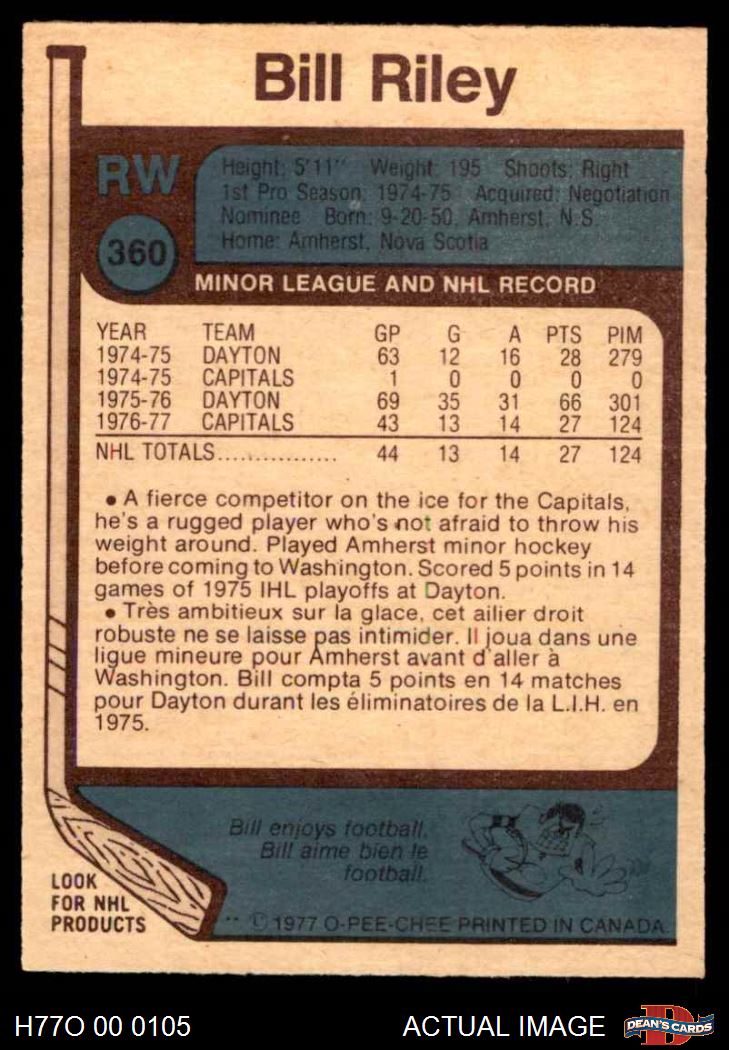 Bill Riley
RW
Height: 5'11" Weight: 195 Shoots: Right
1st Pro Season: 1974-75 Acquired: Negotiation
Nominee Born: 9-20-50, Amherst, N.S.
Home: Amherst, Nova Scotia
360
MINOR LEAGUE AND NHL RECORD
YEAR TEAM GP G A PTS PIM
1974-75 DAYTON 63 12 16 28 279
1974-75 CAPITALS 1 0 0 0 0
1975-76 DAYTON 69 35 31 66 301
1976-77 CAPITALS 43 13 14 27 124
NHL TOTALS................ 44 13 14 27 124
● A fierce competitor on the ice for the Capitals,
he's a rugged player who's not afraid to throw his
weight around. Played Amherst minor hockey
before coming to Washington. Scored 5 points in 14
games of 1975 IHL playoffs at Dayton.
● Très ambitieux sur la glace, cet ailier droit
robuste ne se laisse pas intimider. Il joua dans une
ligue mineure pour Amherst avant d'aller à
Washington. Bill compta 5 points en 14 matches
pour Dayton durant les éliminatoires de la L.I.H. en
1975.
Bill enjoys football.
Bill aime bien le
football.
LOOK
FOR NHL
PRODUCTS
** © 1977 O-PEE-CHEE PRINTED IN CANADA.
H77O 00 0105
ACTUAL IMAGE
DEAN'S CARDS